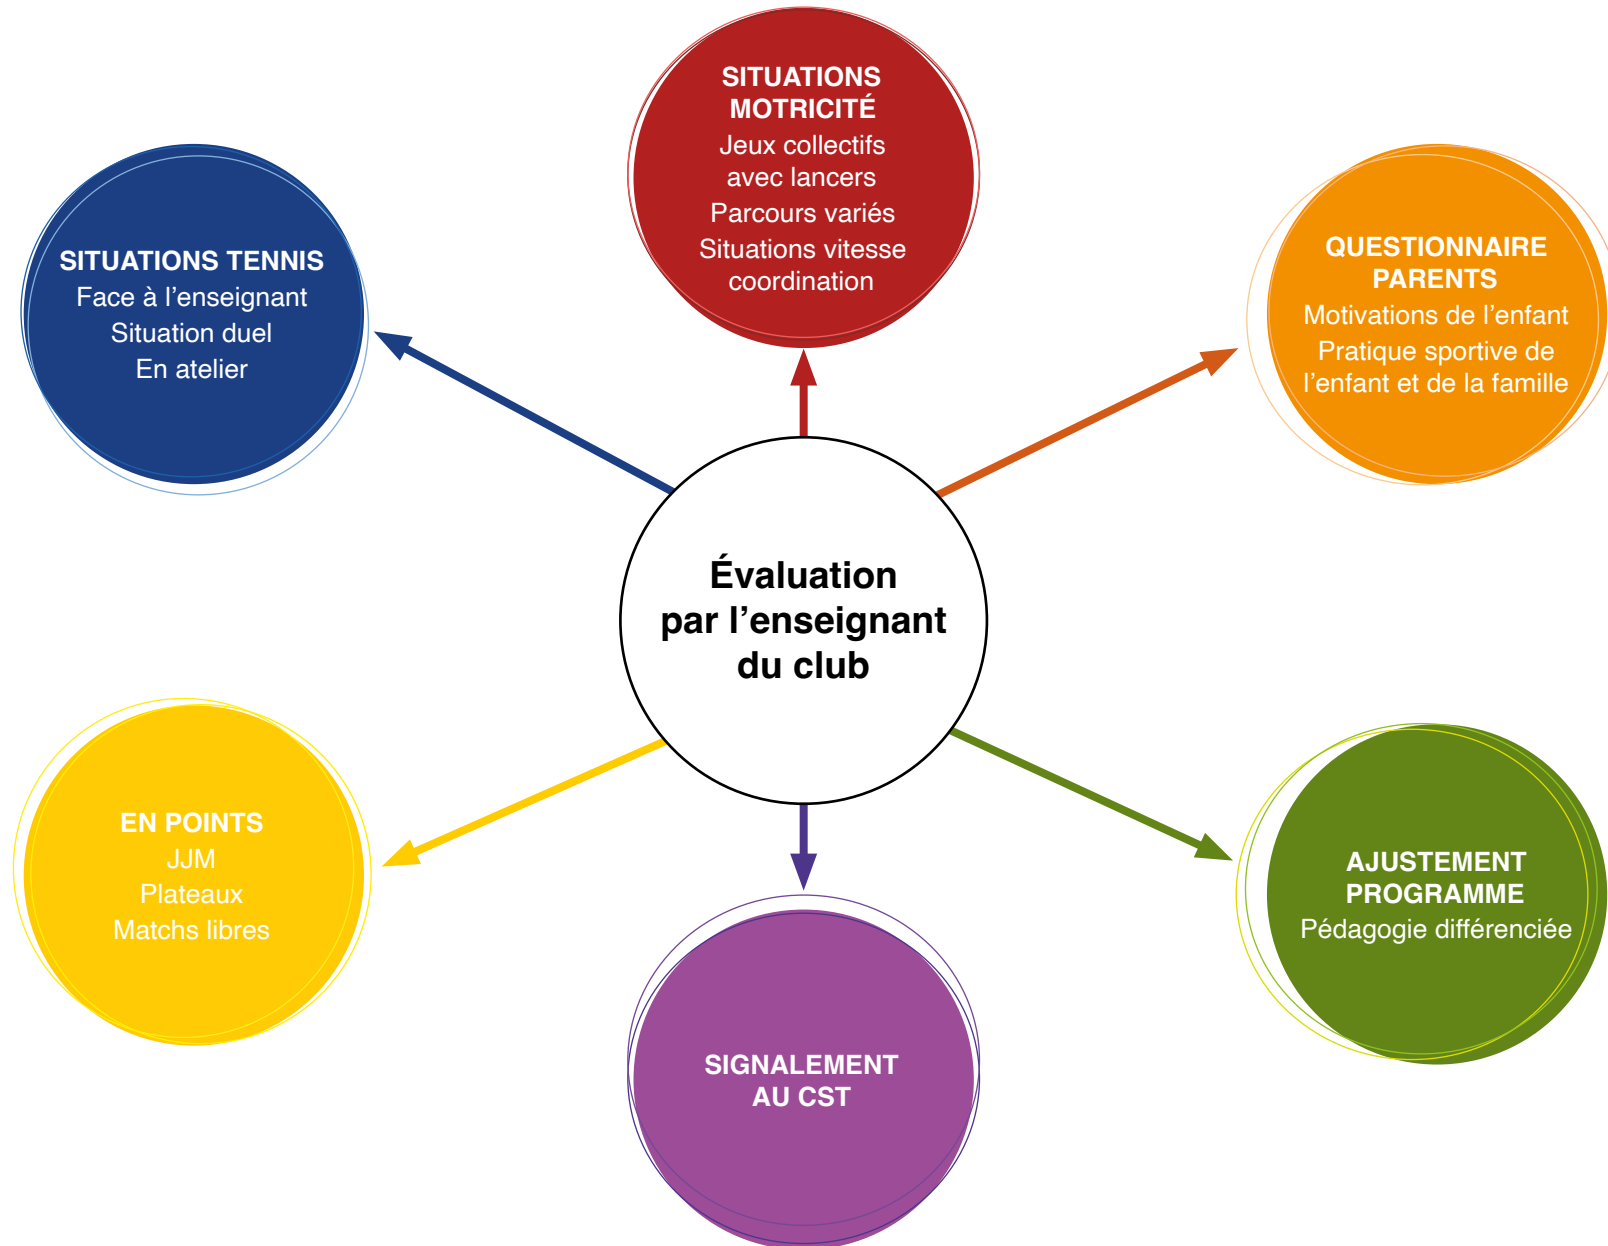 SITUATIONS
MOTRICITÉ
Jeux collectifs
avec lancers
Parcours variés
Situations vitesse
coordination
SITUATIONS TENNIS
Face à l’enseignant
Situation duel
En atelier
QUESTIONNAIRE
PARENTS
Motivations de l’enfant
Pratique sportive de
l’enfant et de la famille
Évaluation
par l’enseignant
du club
EN POINTS
JJM
Plateaux
Matchs libres
AJUSTEMENT
PROGRAMME
Pédagogie différenciée
SIGNALEMENT
AU CST